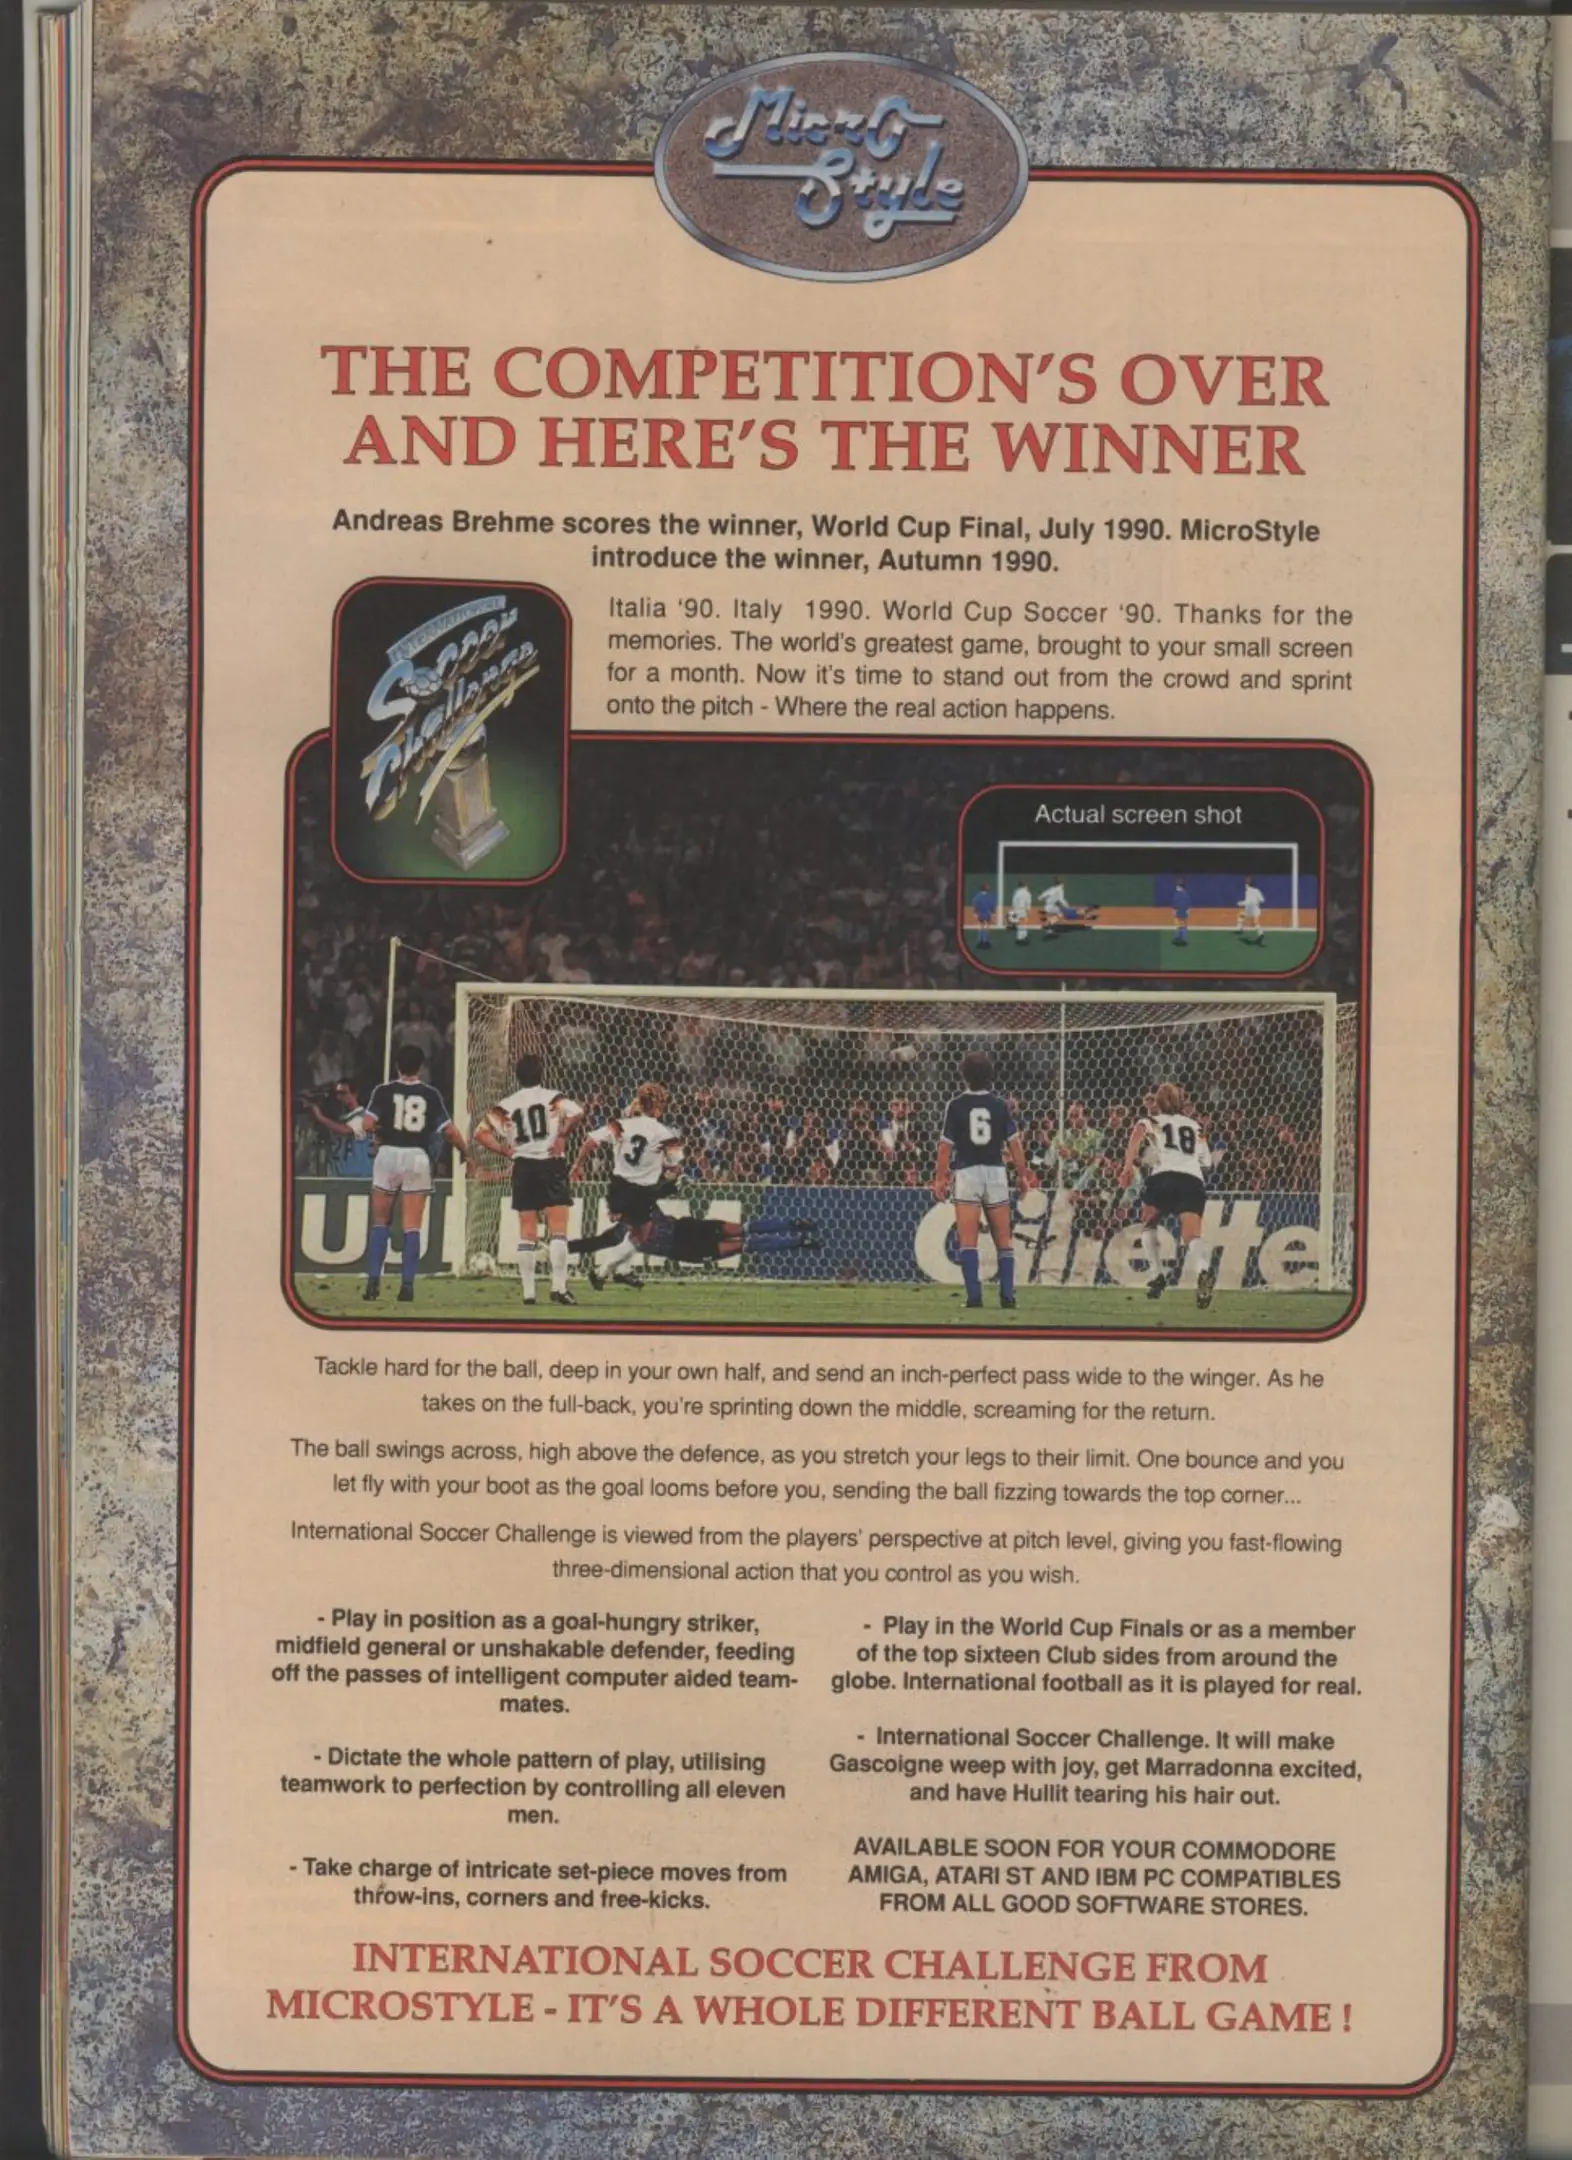 MicrO
Style
THE COMPETITION'S OVER
AND HERE'S THE WINNER
Andreas Brehme scores the winner, World Cup Final, July 1990. MicroStyle
introduce the winner, Autumn 1990.
INTERNATIONAL
Soccer
Challenge
Italia '90. Italy 1990. World Cup Soccer '90. Thanks for the
memories. The world's greatest game, brought to your small screen
for a month. Now it's time to stand out from the crowd and sprint
onto the pitch - Where the real action happens.
Actual screen shot
18
10
3
6
18
Gillette
Tackle hard for the ball, deep in your own half, and send an inch-perfect pass wide to the winger. As he
takes on the full-back, you're sprinting down the middle, screaming for the return.
The ball swings across, high above the defence, as you stretch your legs to their limit. One bounce and you
let fly with your boot as the goal looms before you, sending the ball fizzing towards the top corner...
International Soccer Challenge is viewed from the players' perspective at pitch level, giving you fast-flowing
three-dimensional action that you control as you wish.
- Play in position as a goal-hungry striker,
midfield general or unshakable defender, feeding
off the passes of intelligent computer aided team-
mates.
- Dictate the whole pattern of play, utilising
teamwork to perfection by controlling all eleven
men.
- Take charge of intricate set-piece moves from
throw-ins, corners and free-kicks.
- Play in the World Cup Finals or as a member
of the top sixteen Club sides from around the
globe. International football as it is played for real.
- International Soccer Challenge. It will make
Gascoigne weep with joy, get Marradonna excited,
and have Hullit tearing his hair out.
AVAILABLE SOON FOR YOUR COMMODORE
AMIGA, ATARI ST AND IBM PC COMPATIBLES
FROM ALL GOOD SOFTWARE STORES.
INTERNATIONAL SOCCER CHALLENGE FROM
MICROSTYLE - IT'S A WHOLE DIFFERENT BALL GAME !